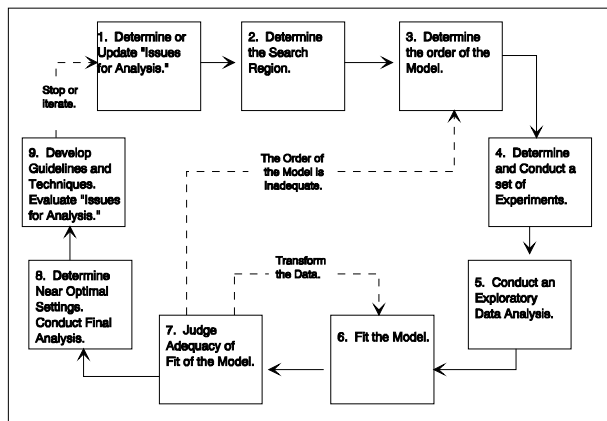 1. Determine or
Update "Issues
for Analysis."
2. Determine
the Search
Region.
3. Determine
the order of the
Model.
Stop or
iterate.
9. Develop
Guidelines and
Techniques.
Evaluate "Issues
for Analysis."
The Order of
the Model is
Inadequate.
4. Determine
and Conduct a
set of
Experiments.
8. Determine
Near Optimal
Settings.
Conduct Final
Analysis.
Transform
the Data.
5. Conduct an
Exploratory
Data Analysis.
7. Judge
Adequacy of
Fit of the Model.
6. Fit the Model.